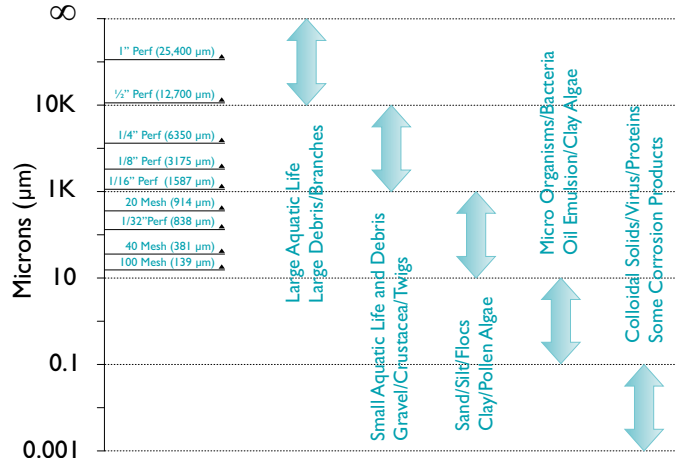 ∞
1” Perf (25,400 µm)
½” Perf (12,700 µm)
10K
1/4” Perf (6350 µm)
1/8” Perf (3175 µm)
1/16” Perf (1587 µm)
1K
20 Mesh (914 µm)
1/32”Perf (838 µm)
40 Mesh (381 µm)
100 Mesh (139 µm)
10
0.1
0.001
Microns (µm)
Large Aquatic Life
Large Debris/Branches
Small Aquatic Life and Debris
Gravel/Crustacea/Twigs
Sand/Silt/Flocs
Clay/Pollen Algae
Micro Organisms/Bacteria
Oil Emulsion/Clay Algae
Colloidal Solids/Virus/Proteins
Some Corrosion Products